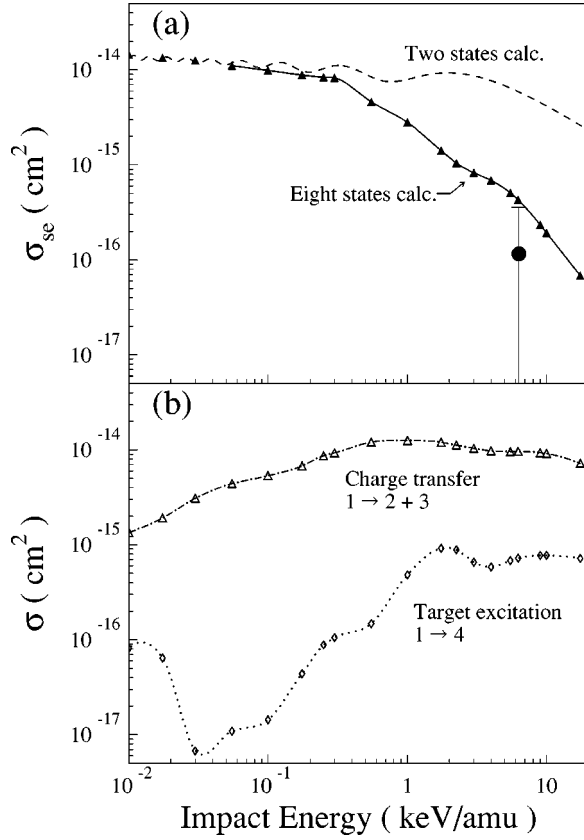 (a)
10⁻¹⁴
Two states calc.
10⁻¹⁵
Eight states calc.
10⁻¹⁶
10⁻¹⁷
σse ( cm²)
(b)
10⁻¹⁴
Charge transfer
1 → 2 + 3
10⁻¹⁵
10⁻¹⁶
Target excitation
1 → 4
10⁻¹⁷
σ ( cm²)
10⁻² 10⁻¹ 1 10
Impact Energy ( keV/amu )